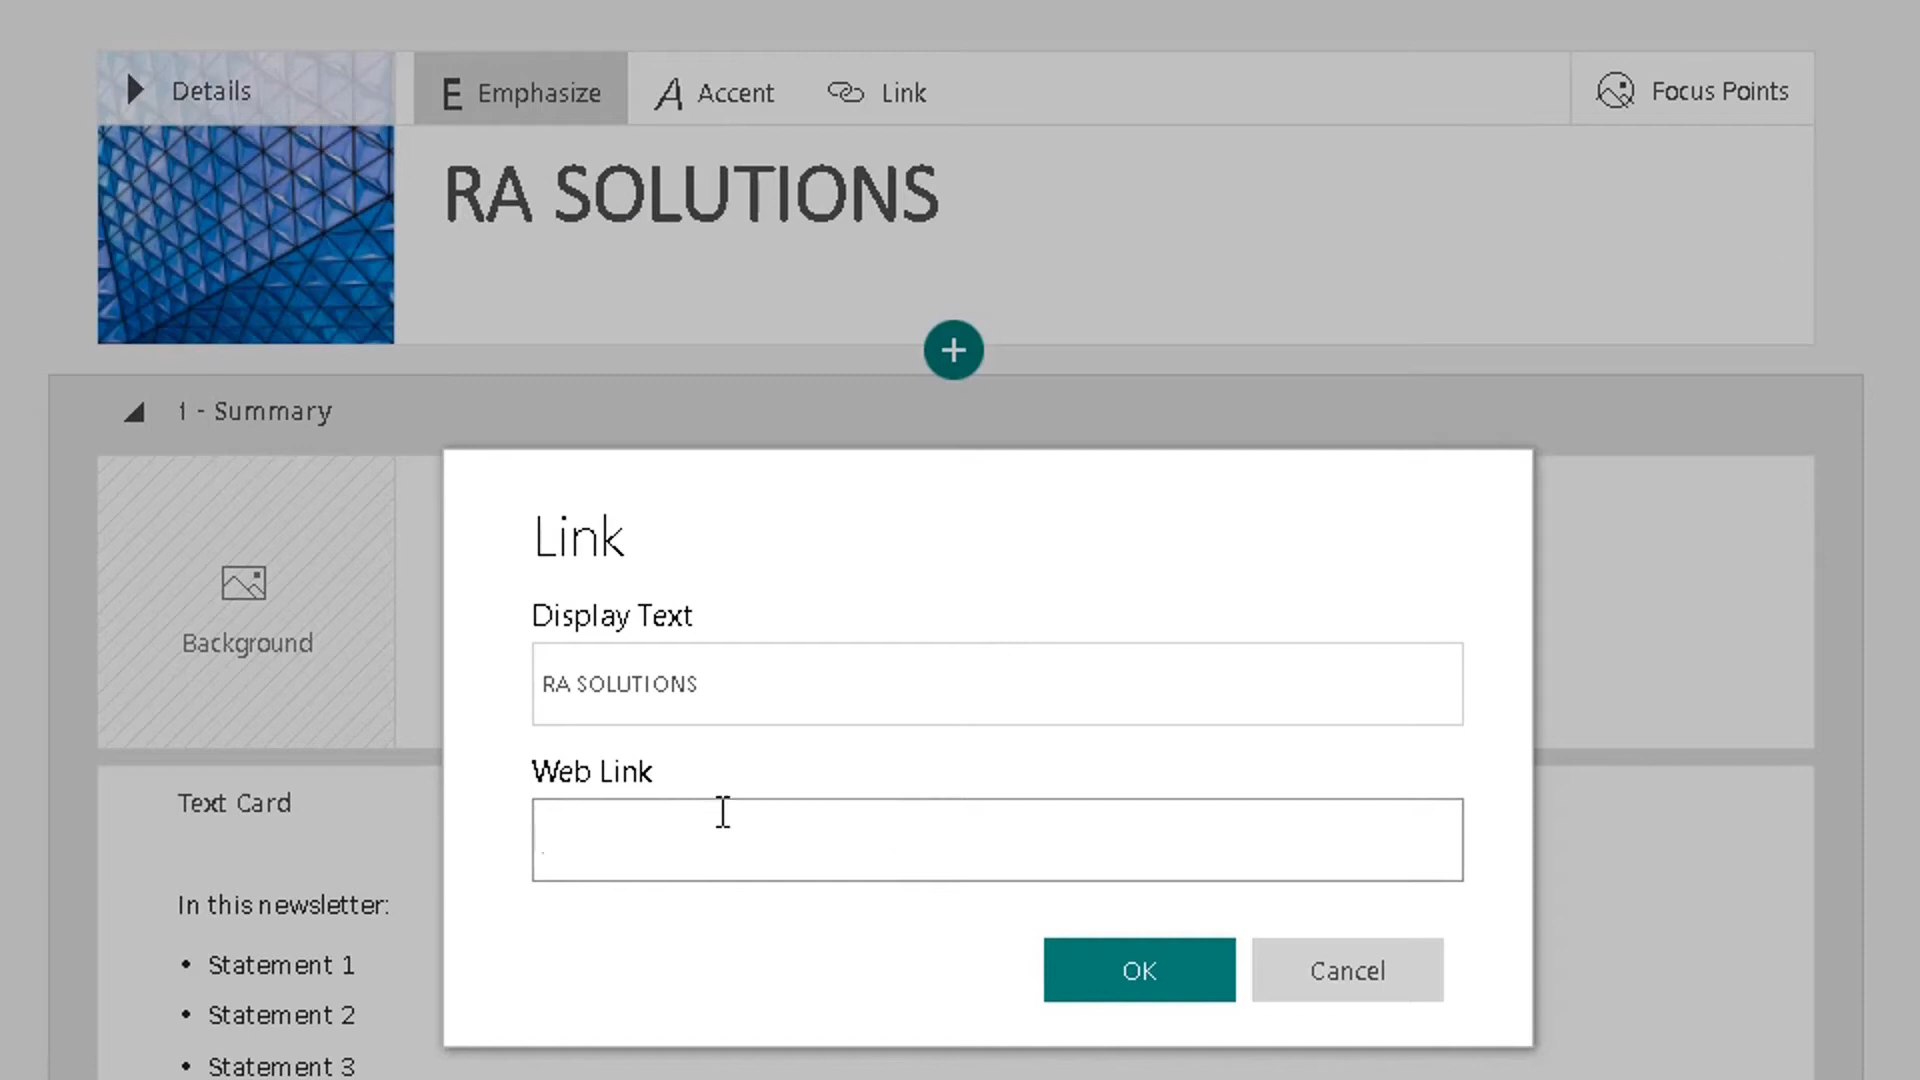 Details
E Emphasize
A Accent
Link
Focus Points
RA SOLUTIONS
1 - Summary
Background
Link
Display Text
RA SOLUTIONS
Web Link
OK
Cancel
Text Card
In this newsletter:
• Statement 1
• Statement 2
• Statement 3